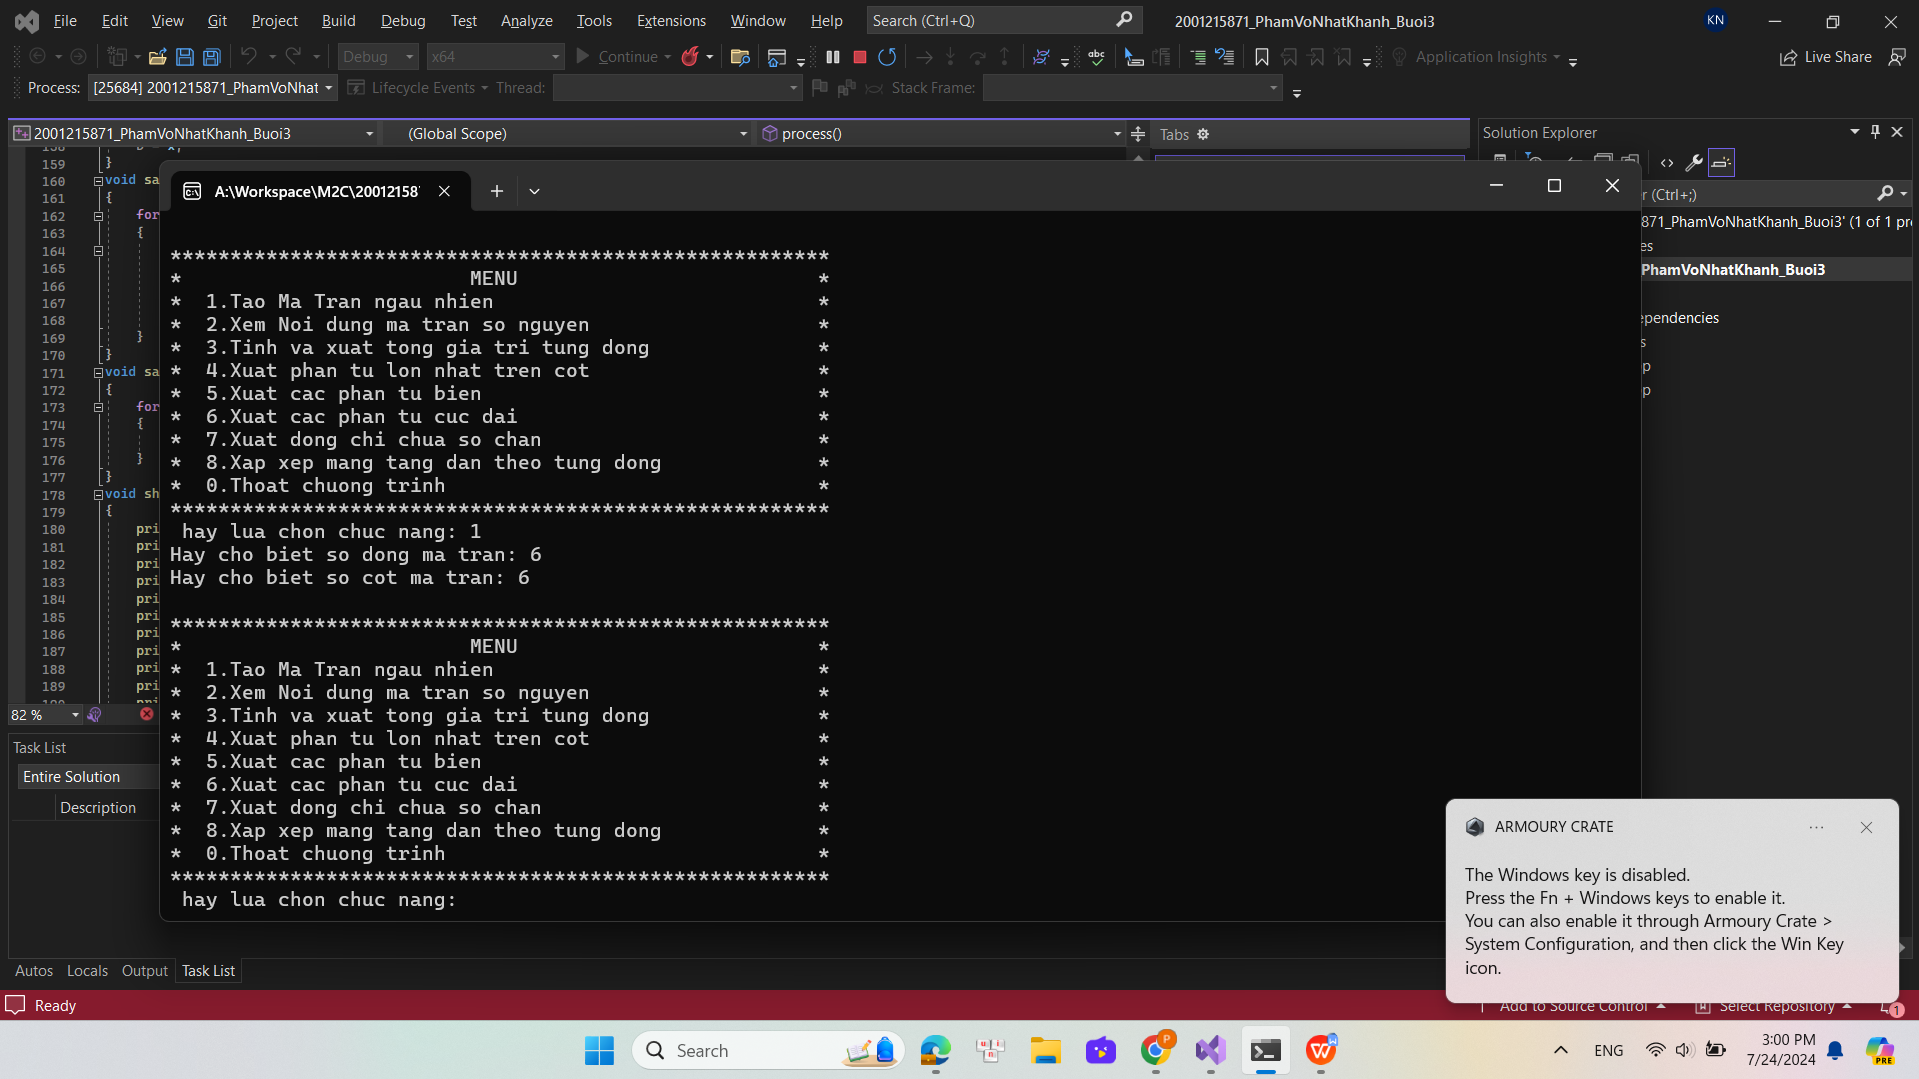 File Edit View Git Project Build Debug Test Analyze Tools Extensions Window Help Search (Ctrl+Q) 2001215871_PhamVoNhatKhanh_Buoi3 KN
Debug x64 Continue abc Application Insights Live Share
Process: [25684] 2001215871_PhamVoNhat Lifecycle Events Thread: Stack Frame:
2001215871_PhamVoNhatKhanh_Buoi3 (Global Scope) process() Tabs Solution Explorer
159 }
160 void sa
161 {
162 for
163 {
164
165
166
167
168
169 }
170 }
171 void sa
172 {
173 for
174 {
175
176 }
177 }
178 void sh
179 {
180 pri
181 pri
182 pri
183 pri
184 pri
185 pri
186 pri
187 pri
188 pri
189 pri
82 %
A:\Workspace\M2C\20012158
*******************************************************
* MENU *
* 1.Tao Ma Tran ngau nhien *
* 2.Xem Noi dung ma tran so nguyen *
* 3.Tinh va xuat tong gia tri tung dong *
* 4.Xuat phan tu lon nhat tren cot *
* 5.Xuat cac phan tu bien *
* 6.Xuat cac phan tu cuc dai *
* 7.Xuat dong chi chua so chan *
* 8.Xap xep mang tang dan theo tung dong *
* 0.Thoat chuong trinh *
*******************************************************
hay lua chon chuc nang: 1
Hay cho biet so dong ma tran: 6
Hay cho biet so cot ma tran: 6
*******************************************************
* MENU *
* 1.Tao Ma Tran ngau nhien *
* 2.Xem Noi dung ma tran so nguyen *
* 3.Tinh va xuat tong gia tri tung dong *
* 4.Xuat phan tu lon nhat tren cot *
* 5.Xuat cac phan tu bien *
* 6.Xuat cac phan tu cuc dai *
* 7.Xuat dong chi chua so chan *
* 8.Xap xep mang tang dan theo tung dong *
* 0.Thoat chuong trinh *
*******************************************************
hay lua chon chuc nang:
r (Ctrl+;)
371_PhamVoNhatKhanh_Buoi3' (1 of 1 pr
es
PhamVoNhatKhanh_Buoi3
ependencies
s
p
p
Task List
Entire Solution
Description
Autos Locals Output Task List
ARMOURY CRATE
The Windows key is disabled.
Press the Fn + Windows keys to enable it.
You can also enable it through Armoury Crate >
System Configuration, and then click the Win Key
icon.
Ready Add to Source Control Select Repository 1
Search P PRE ENG 3:00 PM
7/24/2024